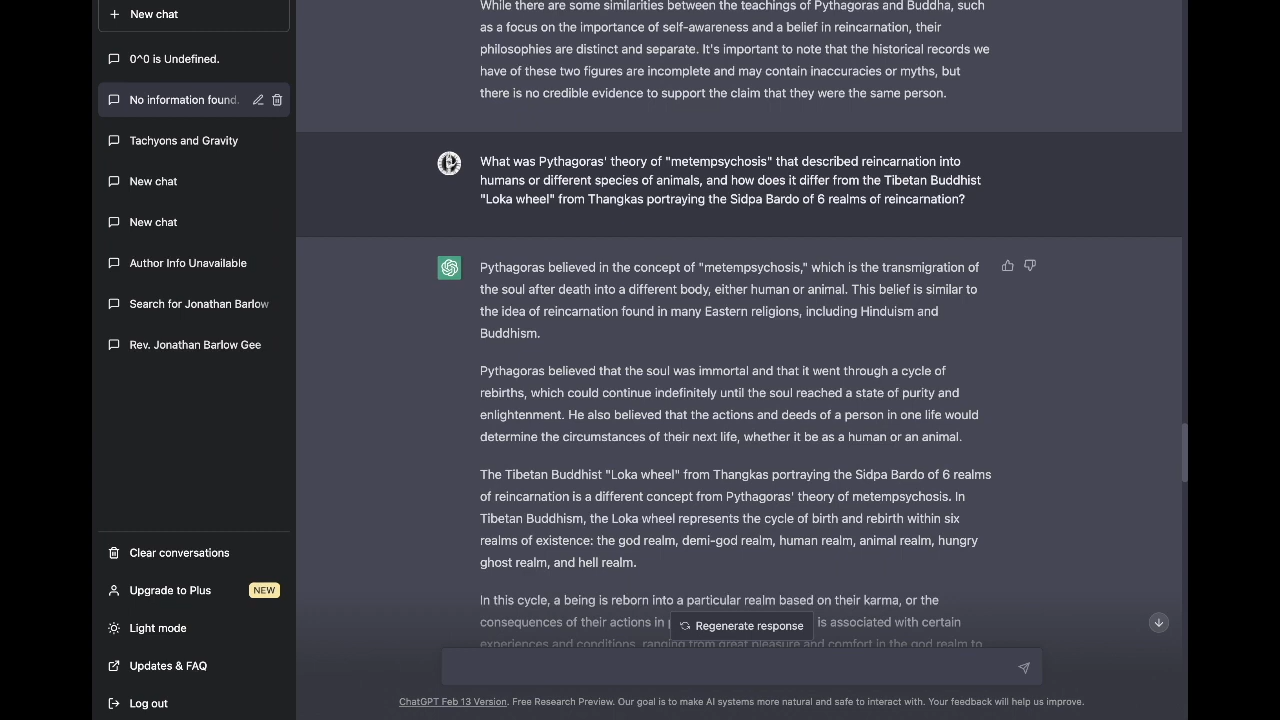 New chat
0^0 is Undefined.
No information found.
Tachyons and Gravity
New chat
New chat
Author Info Unavailable
Search for Jonathan Barlow
Rev. Jonathan Barlow Gee
Clear conversations
Upgrade to Plus NEW
Light mode
Updates & FAQ
Log out
While there are some similarities between the teachings of Pythagoras and Buddha, such
as a focus on the importance of self-awareness and a belief in reincarnation, their
philosophies are distinct and separate. It's important to note that the historical records we
have of these two figures are incomplete and may contain inaccuracies or myths, but
there is no credible evidence to support the claim that they were the same person.
What was Pythagoras' theory of "metempsychosis" that described reincarnation into
humans or different species of animals, and how does it differ from the Tibetan Buddhist
"Loka wheel" from Thangkas portraying the Sidpa Bardo of 6 realms of reincarnation?
Pythagoras believed in the concept of "metempsychosis," which is the transmigration of
the soul after death into a different body, either human or animal. This belief is similar to
the idea of reincarnation found in many Eastern religions, including Hinduism and
Buddhism.
Pythagoras believed that the soul was immortal and that it went through a cycle of
rebirths, which could continue indefinitely until the soul reached a state of purity and
enlightenment. He also believed that the actions and deeds of a person in one life would
determine the circumstances of their next life, whether it be as a human or an animal.
The Tibetan Buddhist "Loka wheel" from Thangkas portraying the Sidpa Bardo of 6 realms
of reincarnation is a different concept from Pythagoras' theory of metempsychosis. In
Tibetan Buddhism, the Loka wheel represents the cycle of birth and rebirth within six
realms of existence: the god realm, demi-god realm, human realm, animal realm, hungry
ghost realm, and hell realm.
In this cycle, a being is reborn into a particular realm based on their karma, or the
consequences of their actions in is associated with certain
experiences and conditions, ranging from great pleasure and comfort in the god realm to
Regenerate response
ChatGPT Feb 13 Version. Free Research Preview. Our goal is to make AI systems more natural and safe to interact with. Your feedback will help us improve.